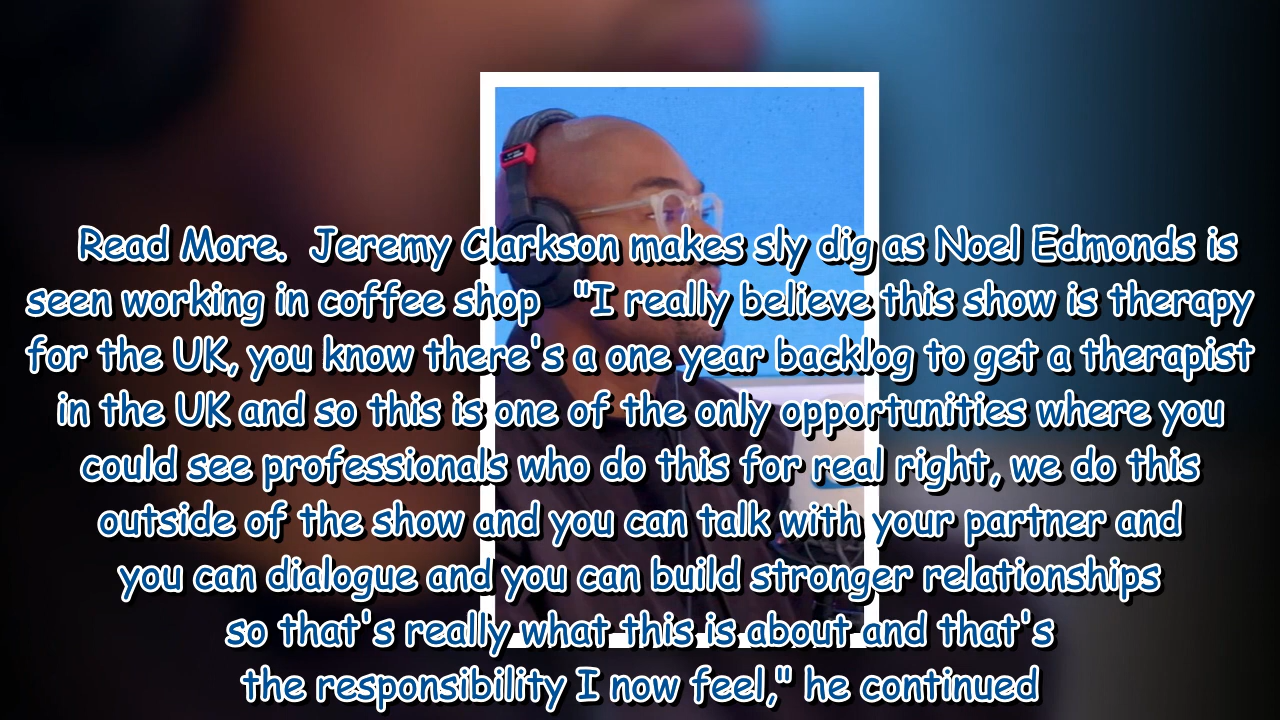 Read More.  Jeremy Clarkson makes sly dig as Noel Edmonds is
seen working in coffee shop   "I really believe this show is therapy
for the UK, you know there's a one year backlog to get a therapist
in the UK and so this is one of the only opportunities where you
could see professionals who do this for real right, we do this
outside of the show and you can talk with your partner and
you can dialogue and you can build stronger relationships
so that's really what this is about and that's
the responsibility I now feel," he continued